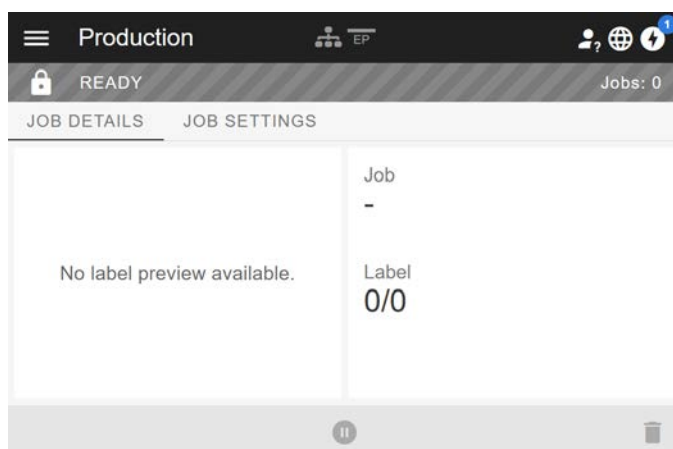 Production
EP
?
1
READY
Jobs: 0
JOB DETAILS
JOB SETTINGS
No label preview available.
Job
-
Label
0/0